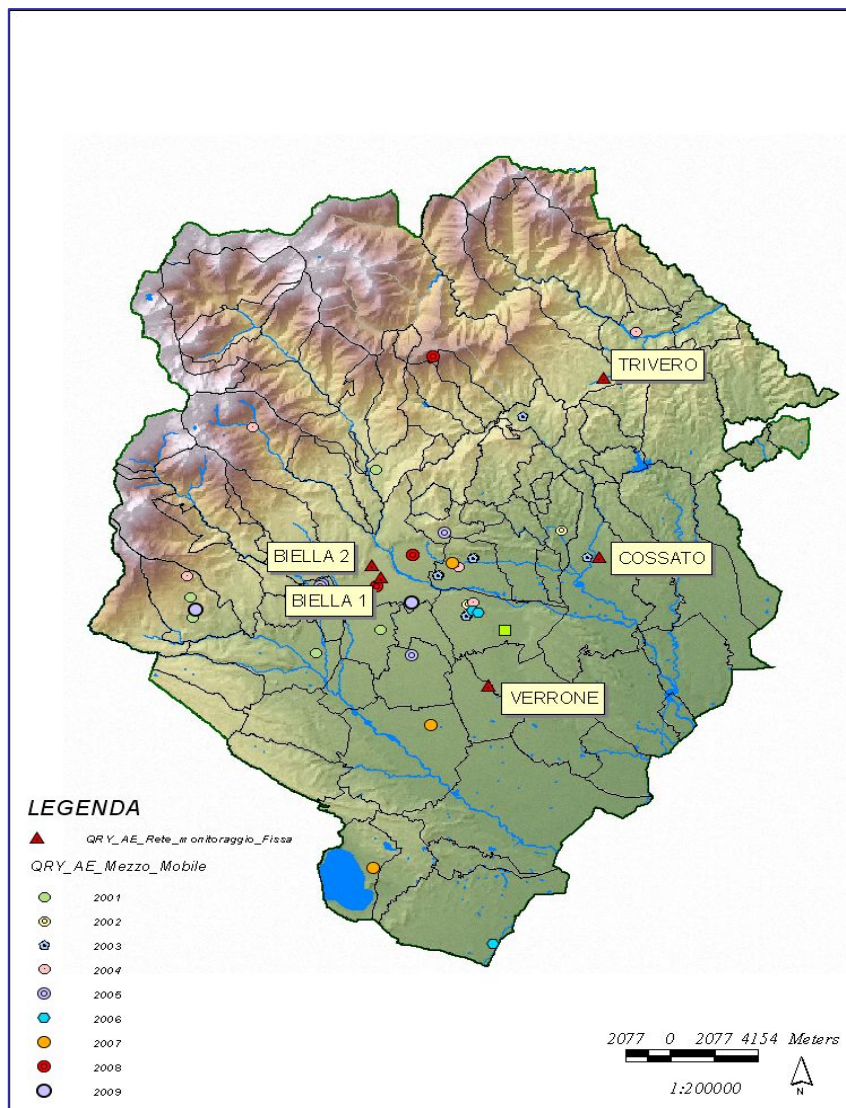 TRIVERO
BIELLA 2
COSSATO
BIELLA 1
VERRONE
LEGENDA
QRY_AE_Rete_monitoraggio_Fissa
QRY_AE_Mezzo_Mobile
2001
2002
2003
2004
2005
2006
2007
2008
2009
2077 0 2077 4154 Meters
1:200000
N